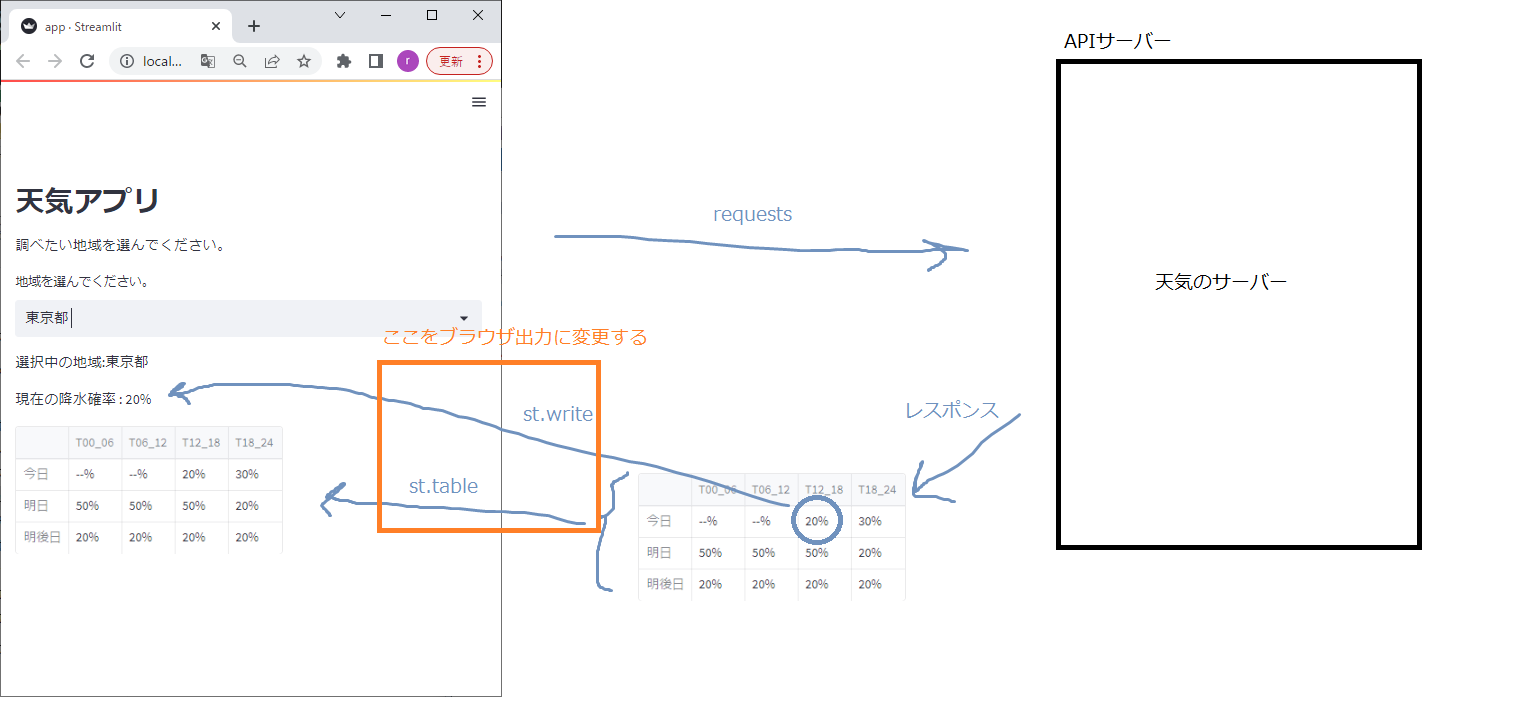 app · Streamlit
local...
r
更新
天気アプリ
調べたい地域を選んでください。
地域を選んでください。
東京都
選択中の地域:東京都
現在の降水確率 : 20%
T00_06 T06_12 T12_18 T18_24
今日 --% --% 20% 30%
明日 50% 50% 50% 20%
明後日 20% 20% 20% 20%
ここをブラウザ出力に変更する
st.write
st.table
requests
レスポンス
T00_06 T06_12 T12_18 T18_24
今日 --% --% 20% 30%
明日 50% 50% 50% 20%
明後日 20% 20% 20% 20%
APIサーバー
天気のサーバー